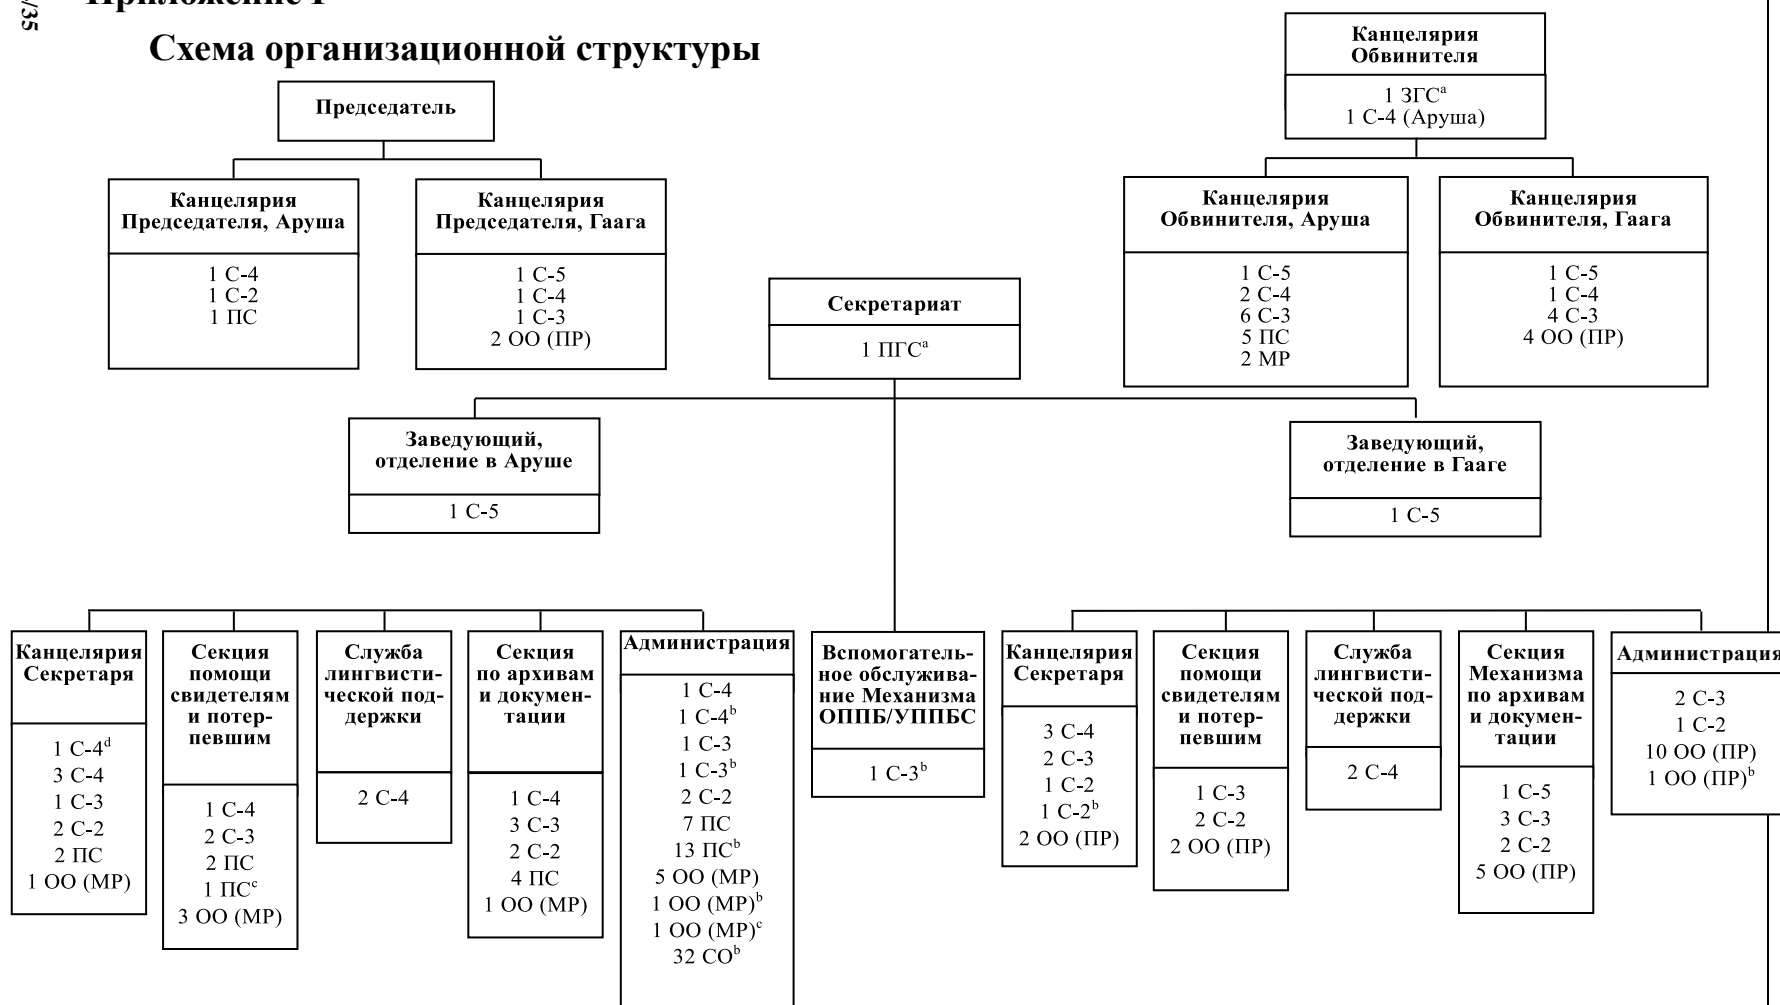 /35
Приложение I
Схема организационной структуры
Председатель
Канцелярия
Председателя, Аруша
1 С-4
1 С-2
1 ПС
Канцелярия
Председателя, Гаага
1 С-5
1 С-4
1 С-3
2 ОО (ПР)
Канцелярия
Обвинителя
1 ЗГСᵃ
1 С-4 (Аруша)
Канцелярия
Обвинителя, Аруша
1 С-5
2 С-4
6 С-3
5 ПС
2 МР
Канцелярия
Обвинителя, Гаага
1 С-5
1 С-4
4 С-3
4 ОО (ПР)
Секретариат
1 ПГСᵃ
Заведующий,
отделение в Аруше
1 С-5
Заведующий,
отделение в Гааге
1 С-5
Канцелярия
Секретаря
1 С-4ᵈ
3 С-4
1 С-3
2 С-2
2 ПС
1 ОО (МР)
Секция
помощи
свидетелям
и потер-
певшим
1 С-4
2 С-3
2 ПС
1 ПСᶜ
3 ОО (МР)
Служба
лингвисти-
ческой под-
держки
2 С-4
Секция
по архивам
и докумен-
тации
1 С-4
3 С-3
2 С-2
4 ПС
1 ОО (МР)
Администрация
1 С-4
1 С-4ᵇ
1 С-3
1 С-3ᵇ
2 С-2
7 ПС
13 ПСᵇ
5 ОО (МР)
1 ОО (МР)ᵇ
1 ОО (МР)ᶜ
32 СОᵇ
Вспомогатель-
ное обслужива-
ние Механизма
ОППБ/УППБС
1 С-3ᵇ
Канцелярия
Секретаря
3 С-4
2 С-3
1 С-2
1 С-2ᵇ
2 ОО (ПР)
Секция
помощи
свидетелям
и потер-
певшим
1 С-3
2 С-2
2 ОО (ПР)
Служба
лингвисти-
ческой под-
держки
2 С-4
Секция
Механизма
по архивам
и докумен-
тации
1 С-5
3 С-3
2 С-2
5 ОО (ПР)
Администрация
2 С-3
1 С-2
10 ОО (ПР)
1 ОО (ПР)ᵇ